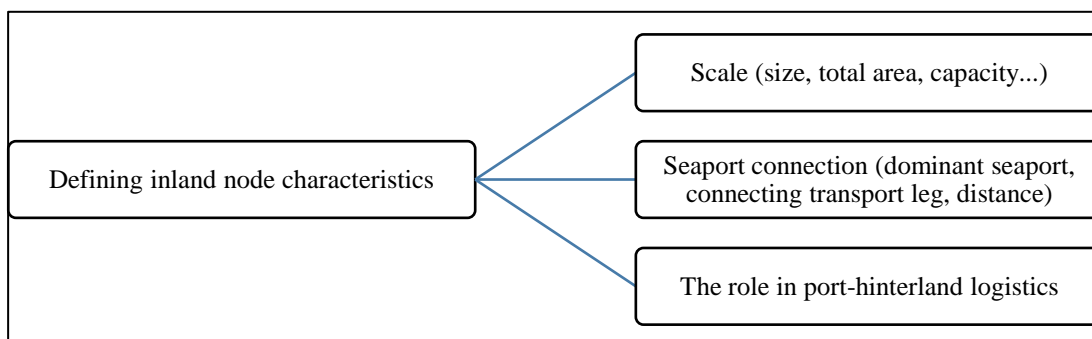 Scale (size, total area, capacity...)
Defining inland node characteristics
Seaport connection (dominant seaport,
connecting transport leg, distance)
The role in port-hinterland logistics